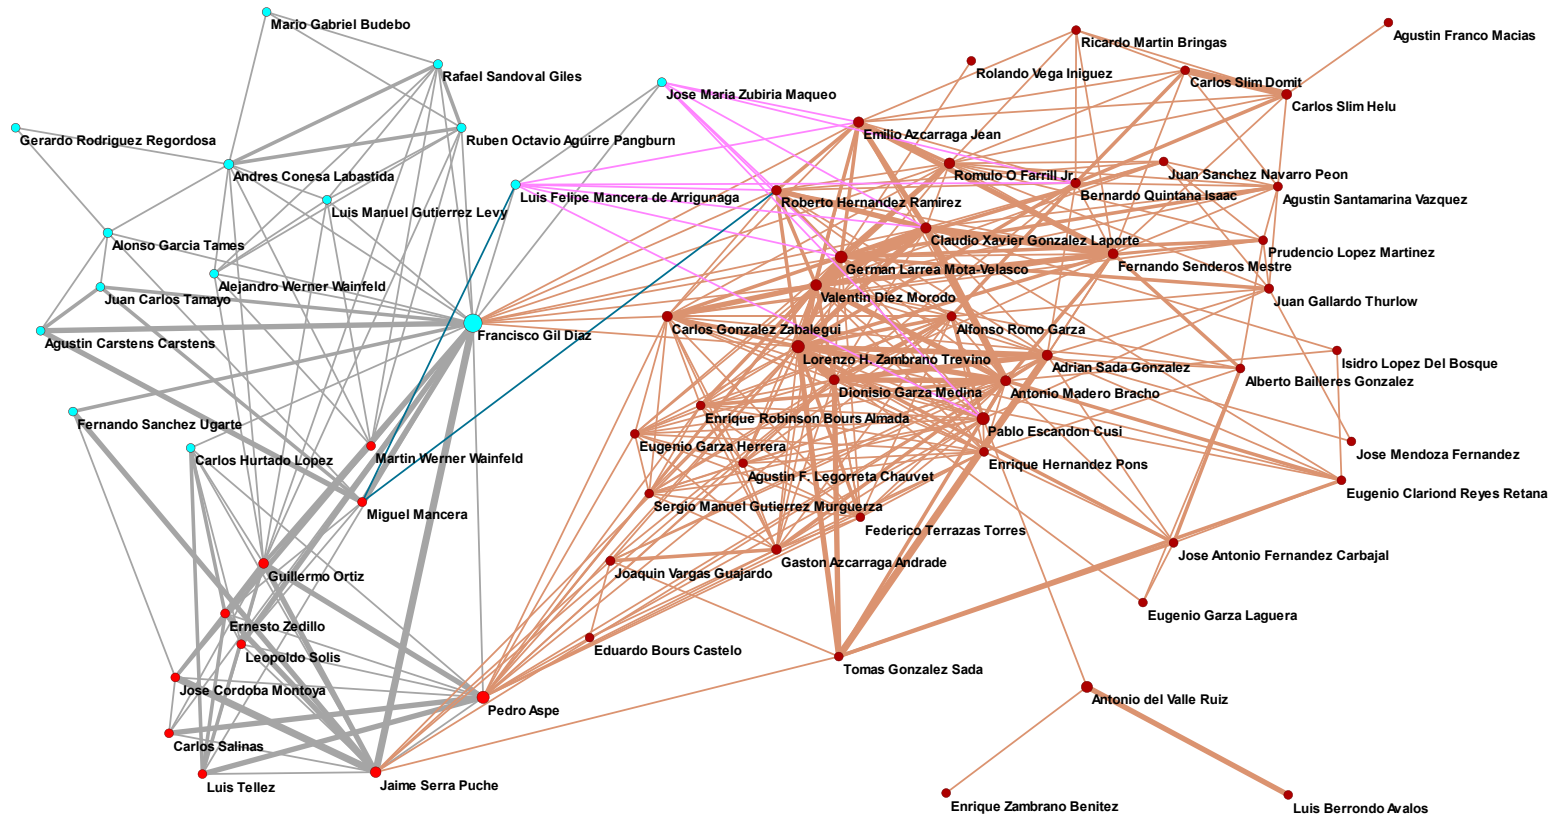 Mario Gabriel Budebo
Agustin Franco Macias
Ricardo Martin Bringas
Rolando Vega Iniguez
Rafael Sandoval Giles
Carlos Slim Domit
Jose Maria Zubiria Maqueo
Carlos Slim Helu
Emilio Azcarraga Jean
Gerardo Rodriguez Regordosa
Ruben Octavio Aguirre Pangburn
Andres Conesa Labastida
Romulo O Farrill Jr
Juan Sanchez Navarro Peon
Luis Felipe Mancera de Arrigunaga
Roberto Hernandez Ramirez
Bernardo Quintana Isaac
Agustin Santamarina Vazquez
Luis Manuel Gutierrez Levy
Claudio Xavier Gonzalez Laporte
Alonso Garcia Tames
Prudencio Lopez Martinez
German Larrea Mota-Velasco
Fernando Senderos Mestre
Alejandro Werner Wainfeld
Juan Carlos Tamayo
Valentin Diez Morodo
Juan Gallardo Thurlow
Agustin Carstens Carstens
Francisco Gil Diaz
Carlos Gonzalez Zabalegui
Alfonso Romo Garza
Lorenzo H. Zambrano Trevino
Adrian Sada Gonzalez
Isidro Lopez Del Bosque
Alberto Bailleres Gonzalez
Dionisio Garza Medina
Antonio Madero Bracho
Fernando Sanchez Ugarte
Enrique Robinson Bours Almada
Pablo Escandon Cusi
Eugenio Garza Herrera
Carlos Hurtado Lopez
Martin Werner Wainfeld
Jose Mendoza Fernandez
Enrique Hernandez Pons
Agustin F. Legorreta Chauvet
Eugenio Clariond Reyes Retana
Miguel Mancera
Sergio Manuel Gutierrez Murguerza
Federico Terrazas Torres
Jose Antonio Fernandez Carbajal
Guillermo Ortiz
Joaquin Vargas Guajardo
Gaston Azcarraga Andrade
Eugenio Garza Laguera
Ernesto Zedillo
Eduardo Bours Castelo
Leopoldo Solis
Tomas Gonzalez Sada
Jose Cordoba Montoya
Antonio del Valle Ruiz
Pedro Aspe
Carlos Salinas
Luis Tellez
Jaime Serra Puche
Enrique Zambrano Benitez
Luis Berrondo Avalos